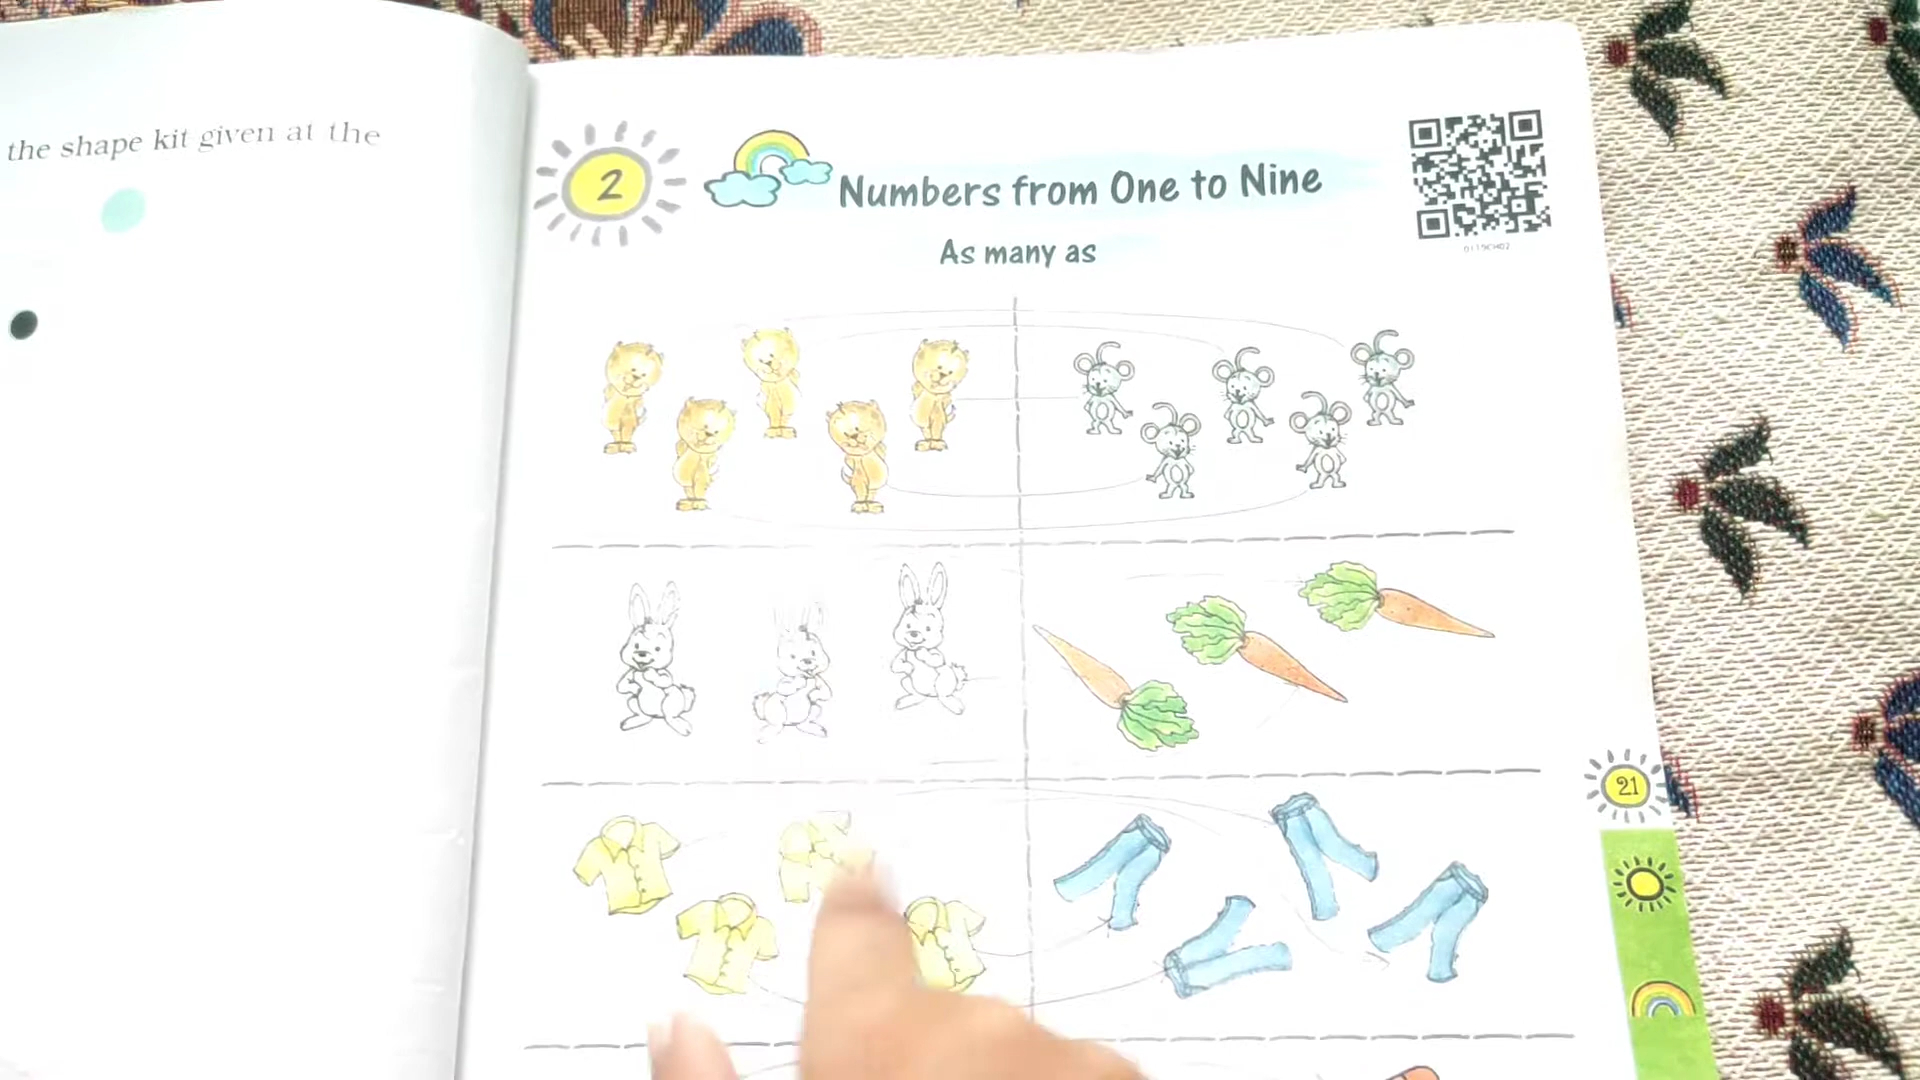 the shape kit given at the
2
Numbers from One to Nine
As many as
21